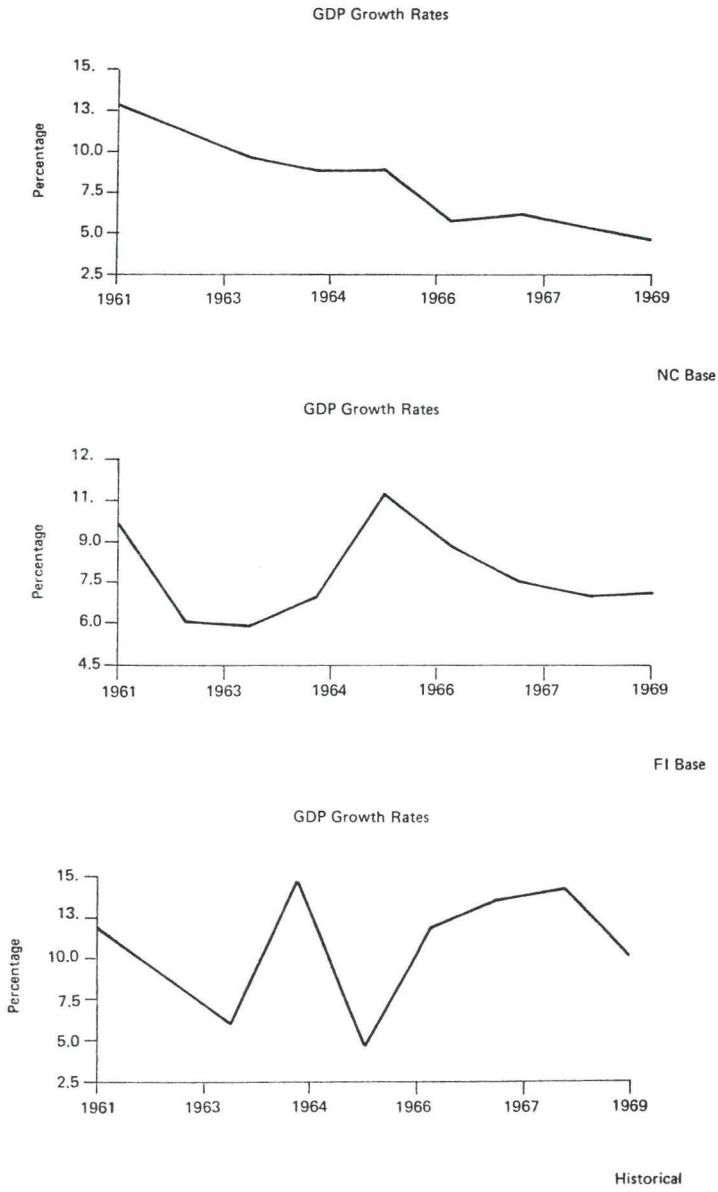 GDP Growth Rates
15.
13.
10.0
7.5
5.0
2.5
Percentage
1961 1963 1964 1966 1967 1969
NC Base
GDP Growth Rates
12.
11.
9.0
7.5
6.0
4.5
Percentage
1961 1963 1964 1966 1967 1969
FI Base
GDP Growth Rates
15.
13.
10.0
7.5
5.0
2.5
Percentage
1961 1963 1964 1966 1967 1969
Historical